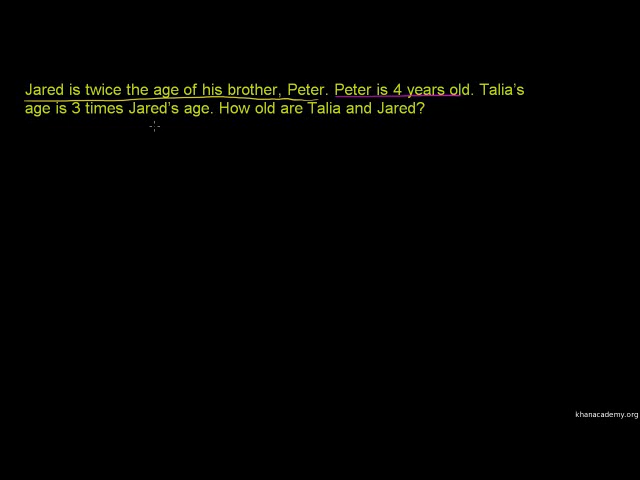 Jared is twice the age of his brother, Peter. Peter is 4 years old. Talia's
age is 3 times Jared's age. How old are Talia and Jared?
khanacademy.org